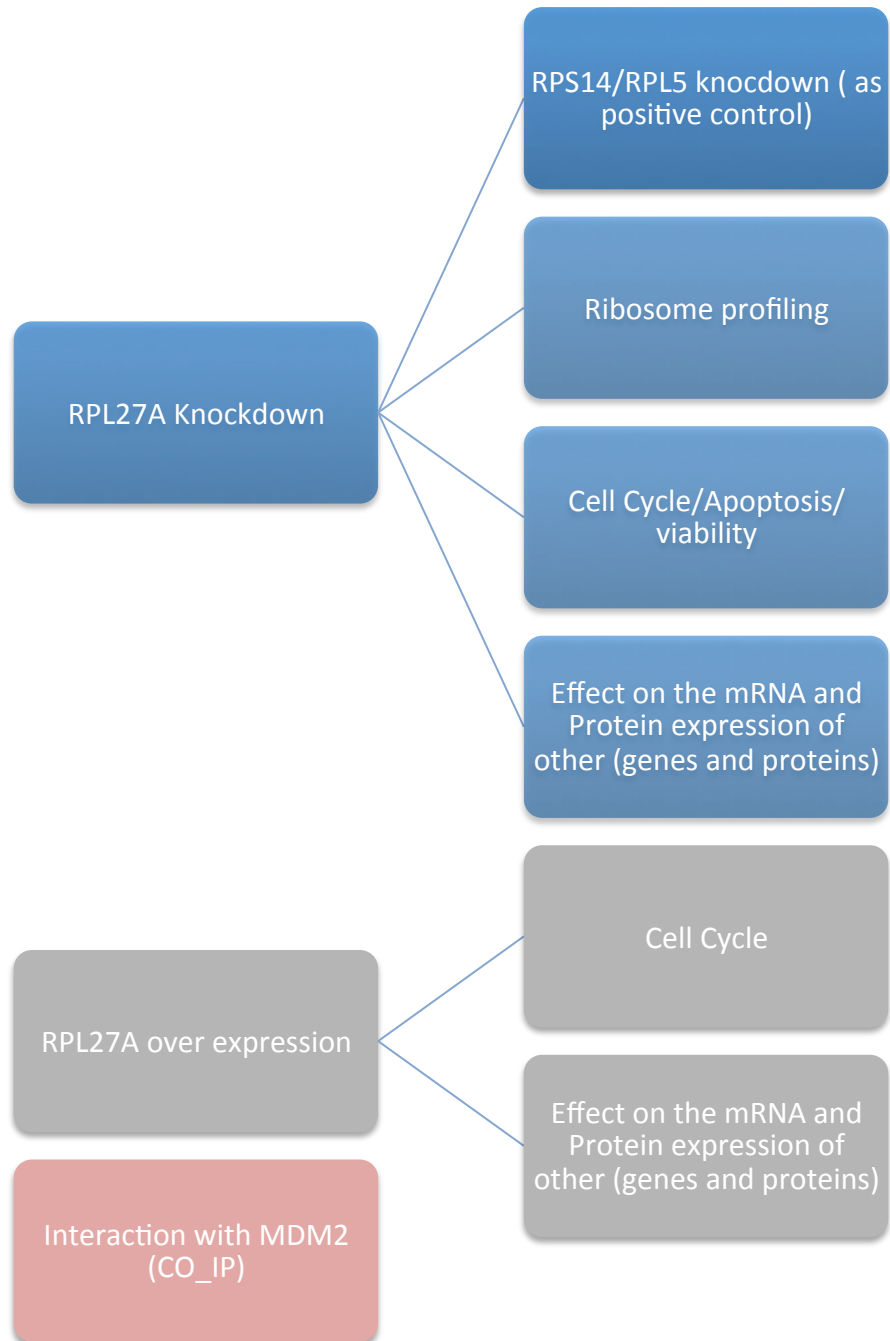 RPS14/RPL5 knocdown ( as
positive control)
Ribosome profiling
RPL27A Knockdown
Cell Cycle/Apoptosis/
viability
Effect on the mRNA and
Protein expression of
other (genes and proteins)
Cell Cycle
RPL27A over expression
Effect on the mRNA and
Protein expression of
other (genes and proteins)
Interaction with MDM2
(CO_IP)